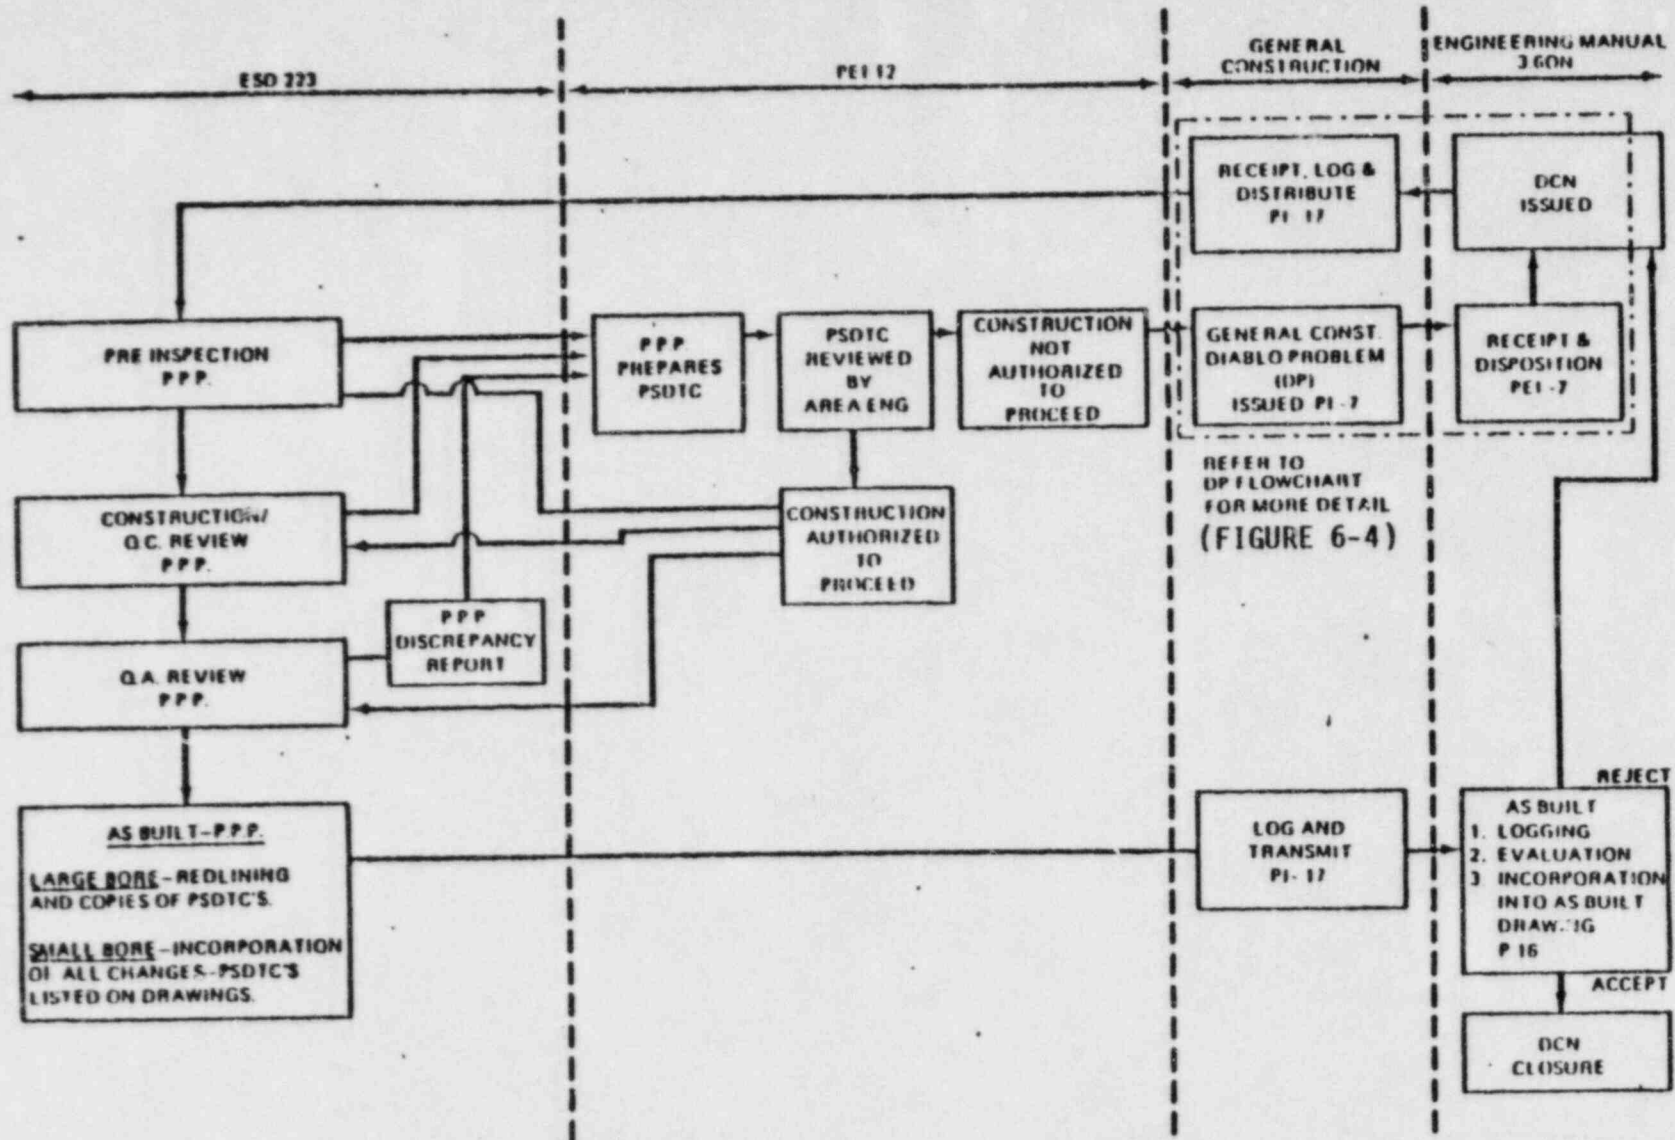 ESD 223
PEI 12
GENERAL
CONSTRUCTION
ENGINEERING MANUAL
3.60N
RECEIPT, LOG &
DISTRIBUTE
PI-17
DCN
ISSUED
PRE INSPECTION
P.P.P.
P.P.P.
PREPARES
PSDTC
PSDTC
REVIEWED
BY
AREA ENG
CONSTRUCTION
NOT
AUTHORIZED
TO
PROCEED
GENERAL CONST.
DIABLO PROBLEM
(DP)
ISSUED PI-7
RECEIPT &
DISPOSITION
PEI-7
REFER TO
DP FLOWCHART
FOR MORE DETAIL
(FIGURE 6-4)
CONSTRUCTION/
Q.C. REVIEW
P.P.P.
CONSTRUCTION
AUTHORIZED
TO
PROCEED
P.P.P
DISCREPANCY
REPORT
Q.A. REVIEW
P.P.P.
AS BUILT-P.P.P.
LARGE BORE-REDLINING
AND COPIES OF PSDTC'S.
SMALL BORE-INCORPORATION
OF ALL CHANGES-PSDTC'S
LISTED ON DRAWINGS.
LOG AND
TRANSMIT
PI-17
REJECT
AS BUILT
1. LOGGING
2. EVALUATION
3. INCORPORATION
INTO AS BUILT
P 16
ACCEPT
DCN
CLOSURE